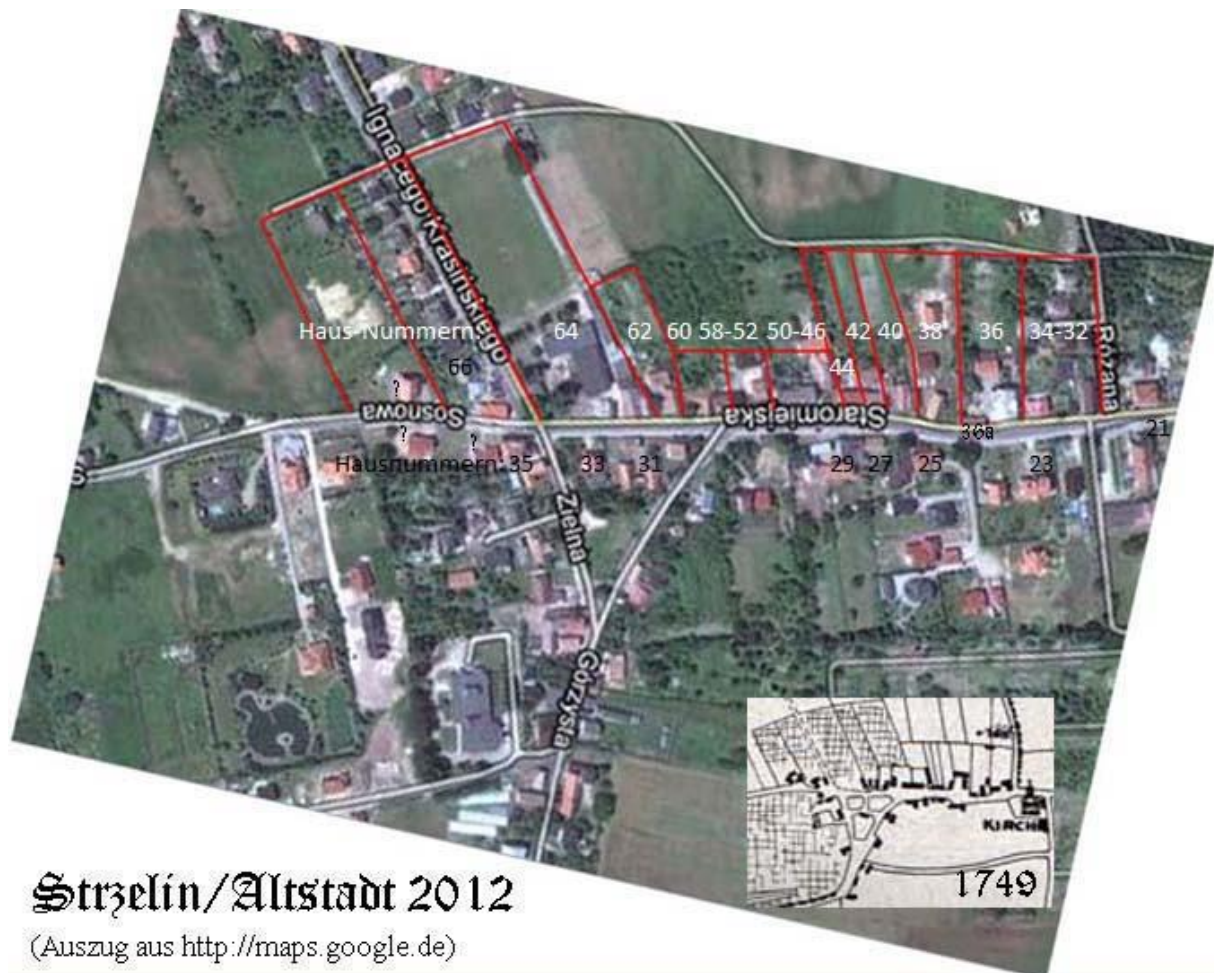 Ignacego Krasińskiego
Haus-Nummern:
64
62
60
58-52
50-46
42
40
38
36
34-32
Różana
44
66
?
Sosnowa
Staromiejska
?
?
36a
21
Hausnummern:
35
33
31
29
27
25
23
Zielna
Górzysta
KIRCHE
1749
Strzelin/Altstadt 2012
(Auszug aus http://maps.google.de)